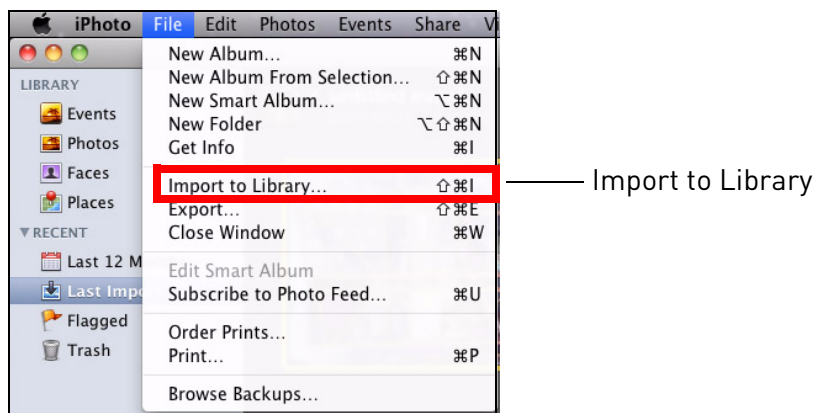 iPhoto File Edit Photos Events Share
LIBRARY
Events
Photos
Faces
Places
▼RECENT
Last 12 M
Last Impo
Flagged
Trash
New Album... ⌘N
New Album From Selection... ⇧⌘N
New Smart Album... ⌥⌘N
New Folder ⌥⇧⌘N
Get Info ⌘I
Import to Library... ⇧⌘I
Export... ⇧⌘E
Close Window ⌘W
Edit Smart Album
Subscribe to Photo Feed... ⌘U
Order Prints...
Print... ⌘P
Browse Backups...
Import to Library